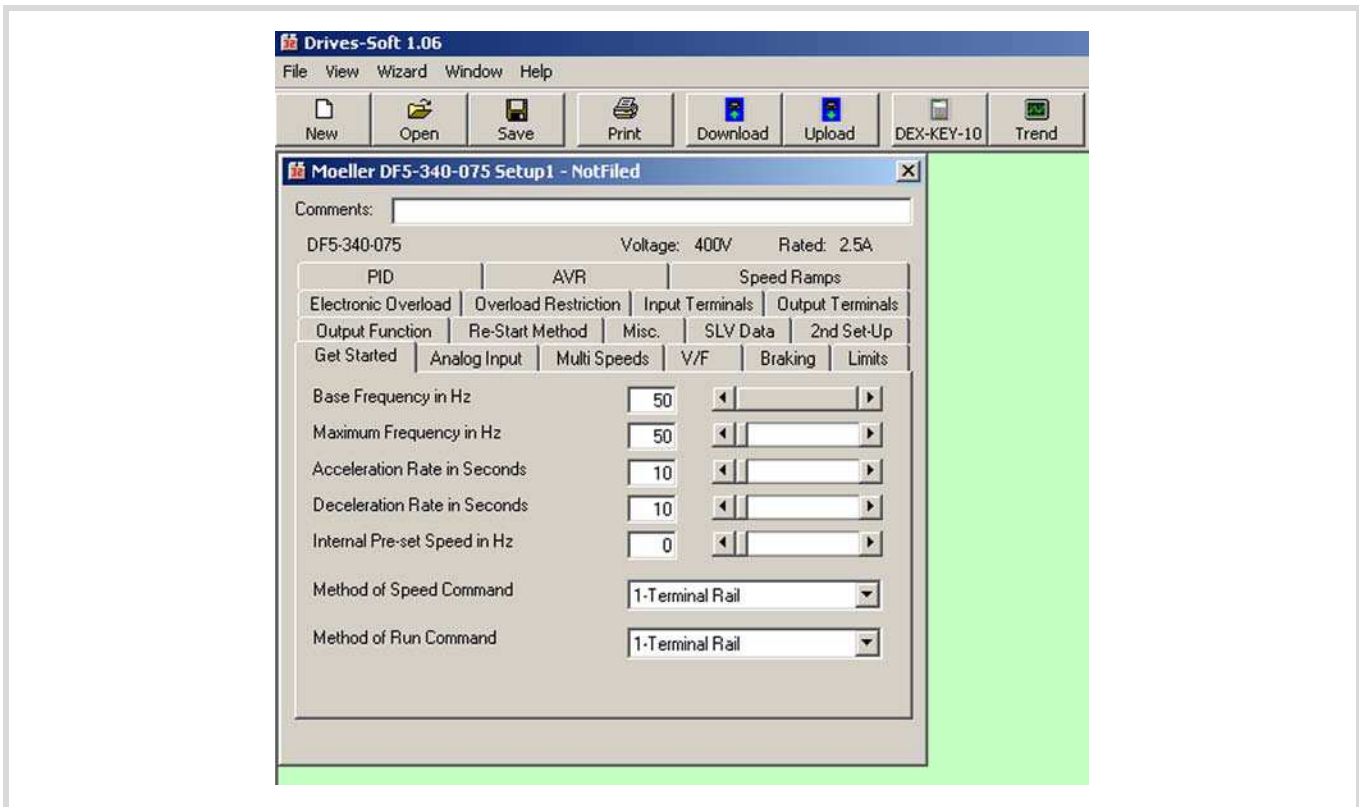 Drives-Soft 1.06
File View Wizard Window Help
New Open Save Print Download Upload DEX-KEY-10 Trend
Moeller DF5-340-075 Setup1 - NotFiled
Comments:
DF5-340-075 Voltage: 400V Rated: 2.5A
PID AVR Speed Ramps
Electronic Overload Overload Restriction Input Terminals Output Terminals
Output Function Re-Start Method Misc. SLV Data 2nd Set-Up
Get Started Analog Input Multi Speeds V/F Braking Limits
Base Frequency in Hz 50
Maximum Frequency in Hz 50
Acceleration Rate in Seconds 10
Deceleration Rate in Seconds 10
Internal Pre-set Speed in Hz 0
Method of Speed Command 1-Terminal Rail
Method of Run Command 1-Terminal Rail